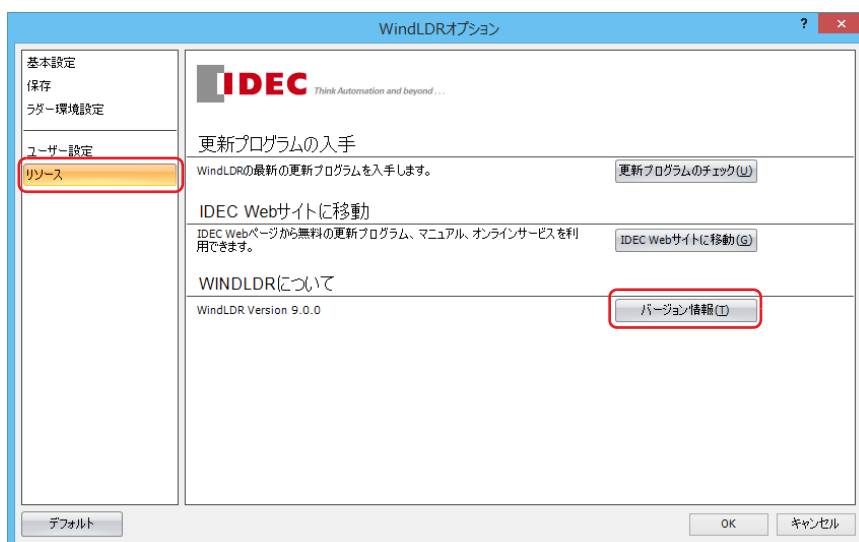 WindLDRオプション
?
×
基本設定
保存
ラダー環境設定
ユーザー設定
リソース
IDEC Think Automation and beyond...
更新プログラムの入手
WindLDRの最新の更新プログラムを入手します。
更新プログラムのチェック(U)
IDEC Webサイトに移動
IDEC Webページから無料の更新プログラム、マニュアル、オンラインサービスを利
用できます。
IDEC Webサイトに移動(G)
WINDLDRについて
WindLDR Version 9.0.0
バージョン情報(T)
デフォルト
OK
キャンセル